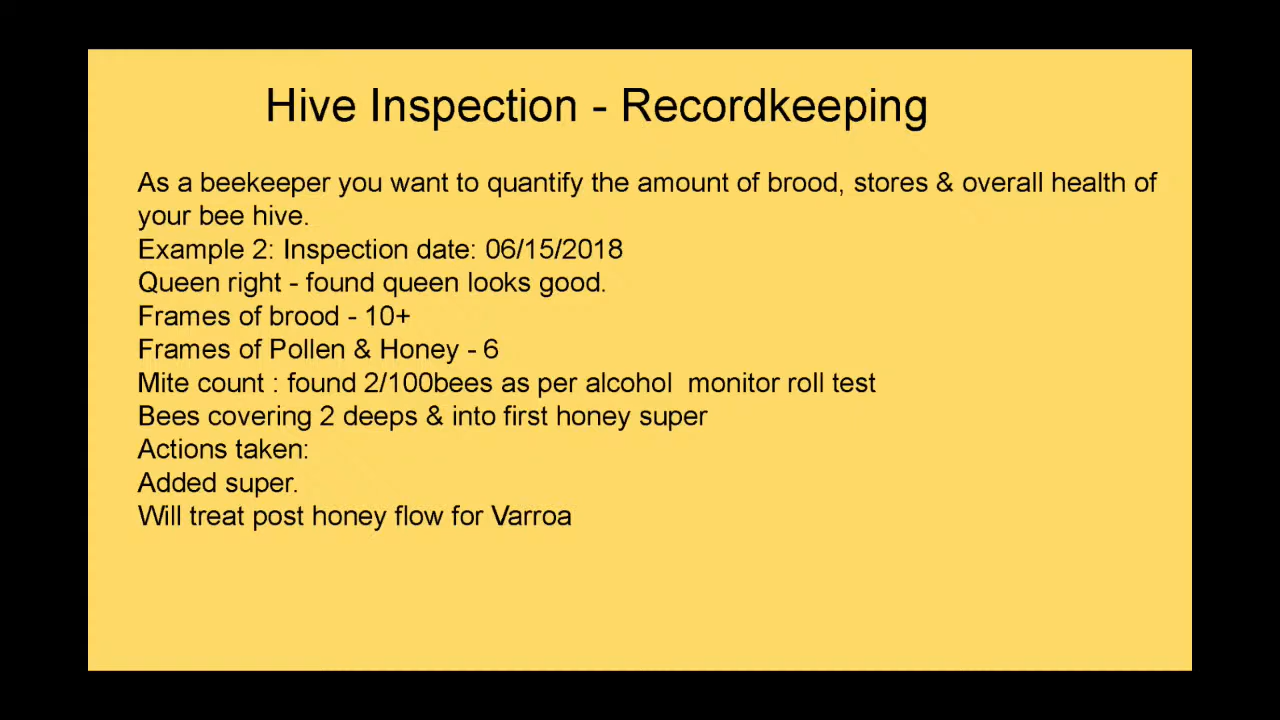 Hive Inspection - Recordkeeping
As a beekeeper you want to quantify the amount of brood, stores & overall health of
your bee hive.
Example 2: Inspection date: 06/15/2018
Queen right - found queen looks good.
Frames of brood - 10+
Frames of Pollen & Honey - 6
Mite count : found 2/100bees as per alcohol  monitor roll test
Bees covering 2 deeps & into first honey super
Actions taken:
Added super.
Will treat post honey flow for Varroa